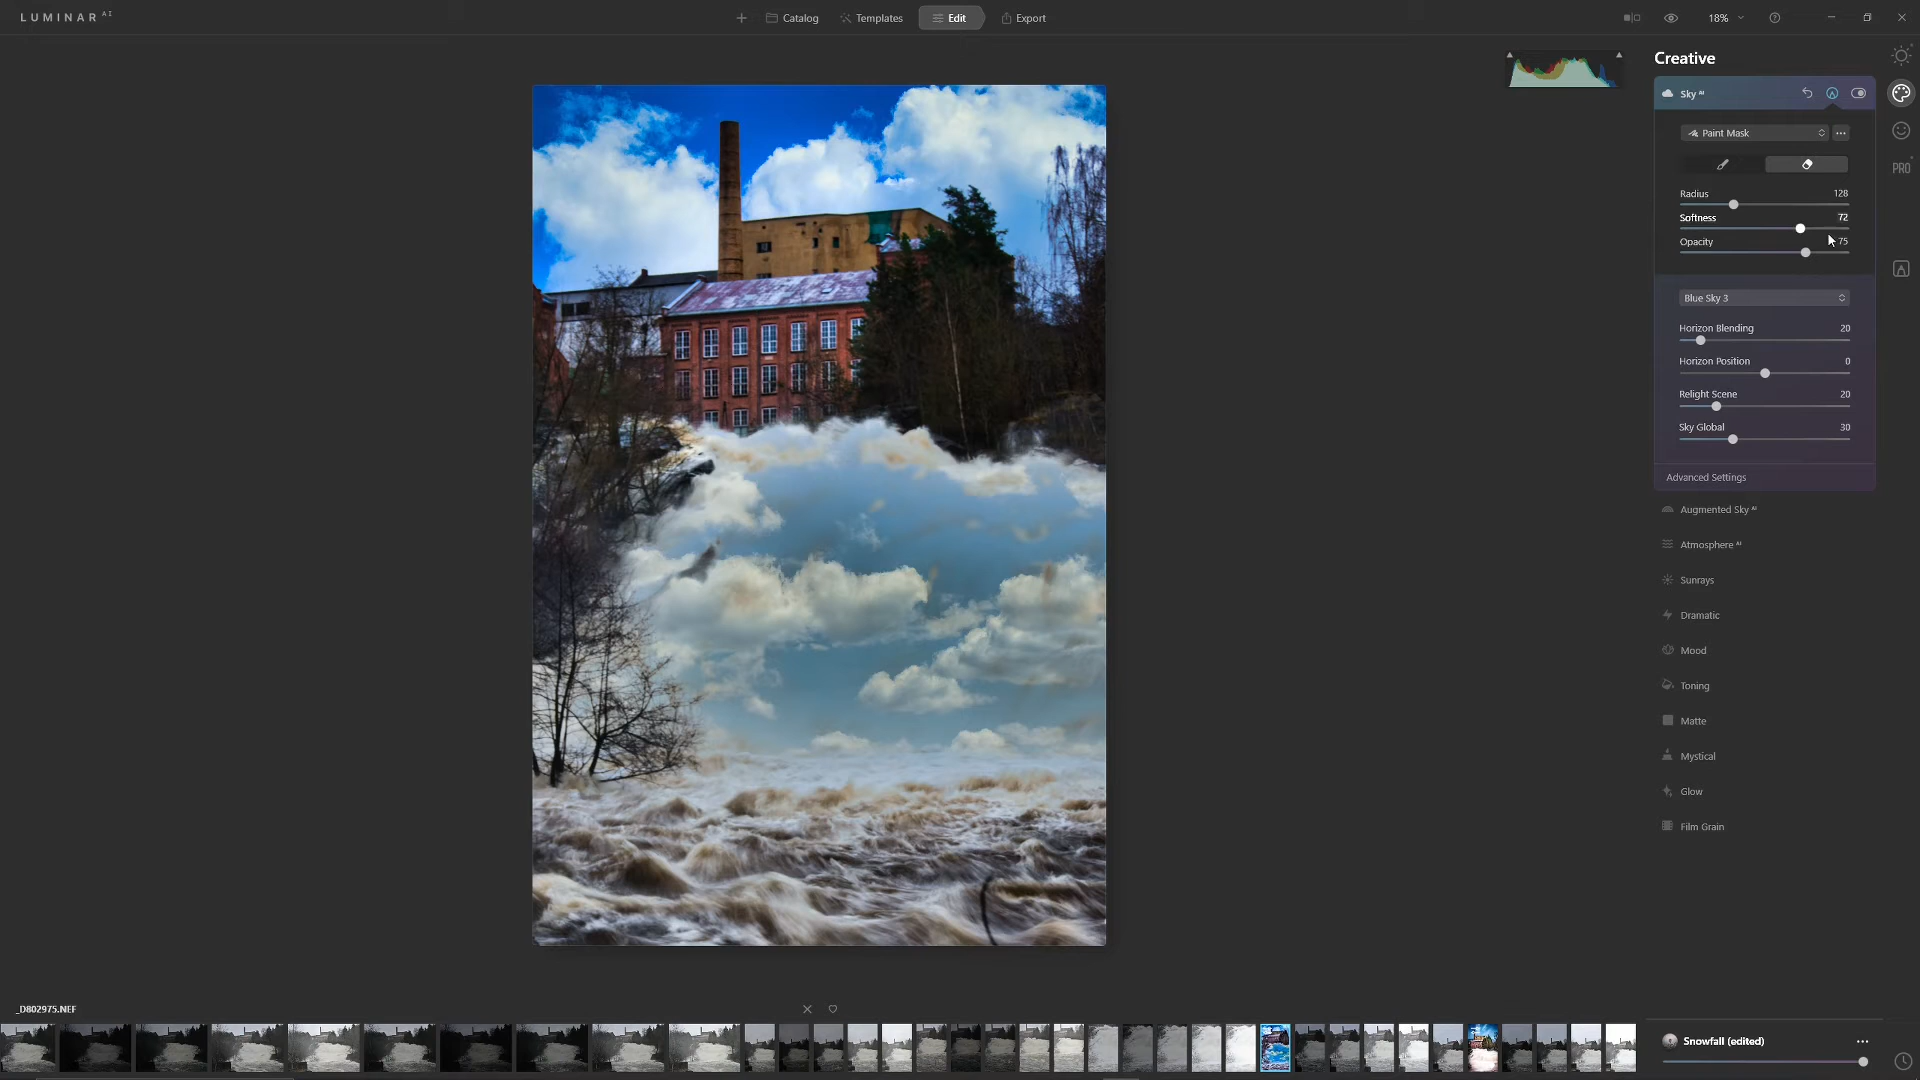 LUMINAR AI
Catalog
Templates
Edit
Export
18%
Creative
Sky AI
Paint Mask
Radius 128
Softness 72
Opacity 75
Blue Sky 3
Horizon Blending 20
Horizon Position 0
Relight Scene 20
Sky Global 30
Advanced Settings
Augmented Sky AI
Atmosphere AI
Sunrays
Dramatic
Mood
Toning
Matte
Mystical
Glow
Film Grain
PRO
_D802975.NEF
Snowfall (edited)